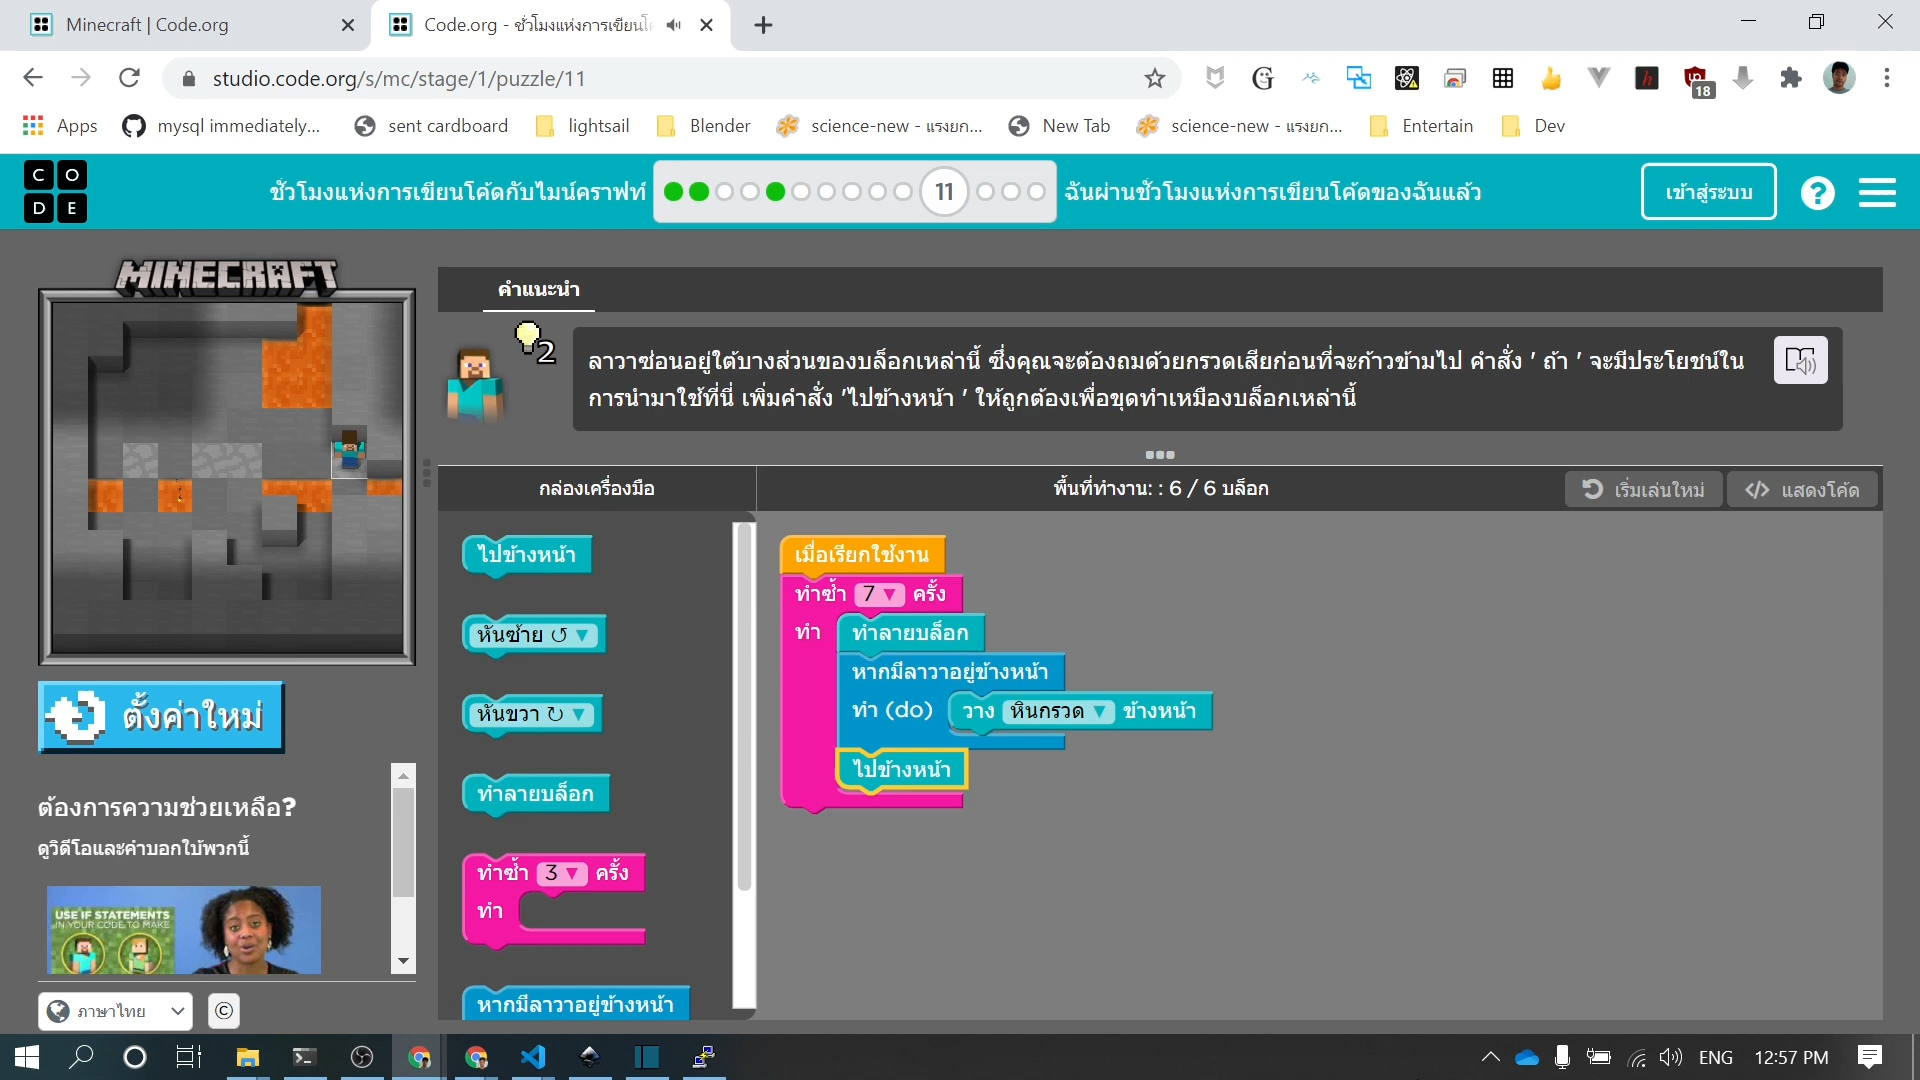 Minecraft | Code.org
Code.org - ชั่วโมงแห่งการเขียนโค
studio.code.org/s/mc/stage/1/puzzle/11
18
Apps
mysql immediately...
sent cardboard
lightsail
Blender
science-new - แรงยก...
New Tab
science-new - แรงยก...
Entertain
Dev
C O D E
ชั่วโมงแห่งการเขียนโค้ดกับไมน์คราฟท์
11
ฉันผ่านชั่วโมงแห่งการเขียนโค้ดของฉันแล้ว
เข้าสู่ระบบ
?
MINECRAFT
คำแนะนำ
2
ลาวาซ่อนอยู่ใต้บางส่วนของบล็อกเหล่านี้ ซึ่งคุณจะต้องถมด้วยกรวดเสียก่อนที่จะก้าวข้ามไป คำสั่ง ' ถ้า ' จะมีประโยชน์ใน
การนำมาใช้ที่นี่ เพิ่มคำสั่ง 'ไปข้างหน้า ' ให้ถูกต้องเพื่อขุดทำเหมืองบล็อกเหล่านี้
กล่องเครื่องมือ
พื้นที่ทำงาน: : 6 / 6 บล็อก
เริ่มเล่นใหม่
แสดงโค้ด
ไปข้างหน้า
หันซ้าย ↺ ▼
หันขวา ↻ ▼
ทำลายบล็อก
ทำซ้ำ 3 ▼ ครั้ง
ทำ
หากมีลาวาอยู่ข้างหน้า
เมื่อเรียกใช้งาน
ทำซ้ำ 7 ▼ ครั้ง
ทำ
ทำลายบล็อก
หากมีลาวาอยู่ข้างหน้า
ทำ (do)
วาง หินกรวด ▼ ข้างหน้า
ไปข้างหน้า
ตั้งค่าใหม่
ต้องการความช่วยเหลือ?
ดูวิดีโอและคำบอกใบ้พวกนี้
USE IF STATEMENTS
IN YOUR CODE TO MAKE
ภาษาไทย
©
ENG
12:57 PM